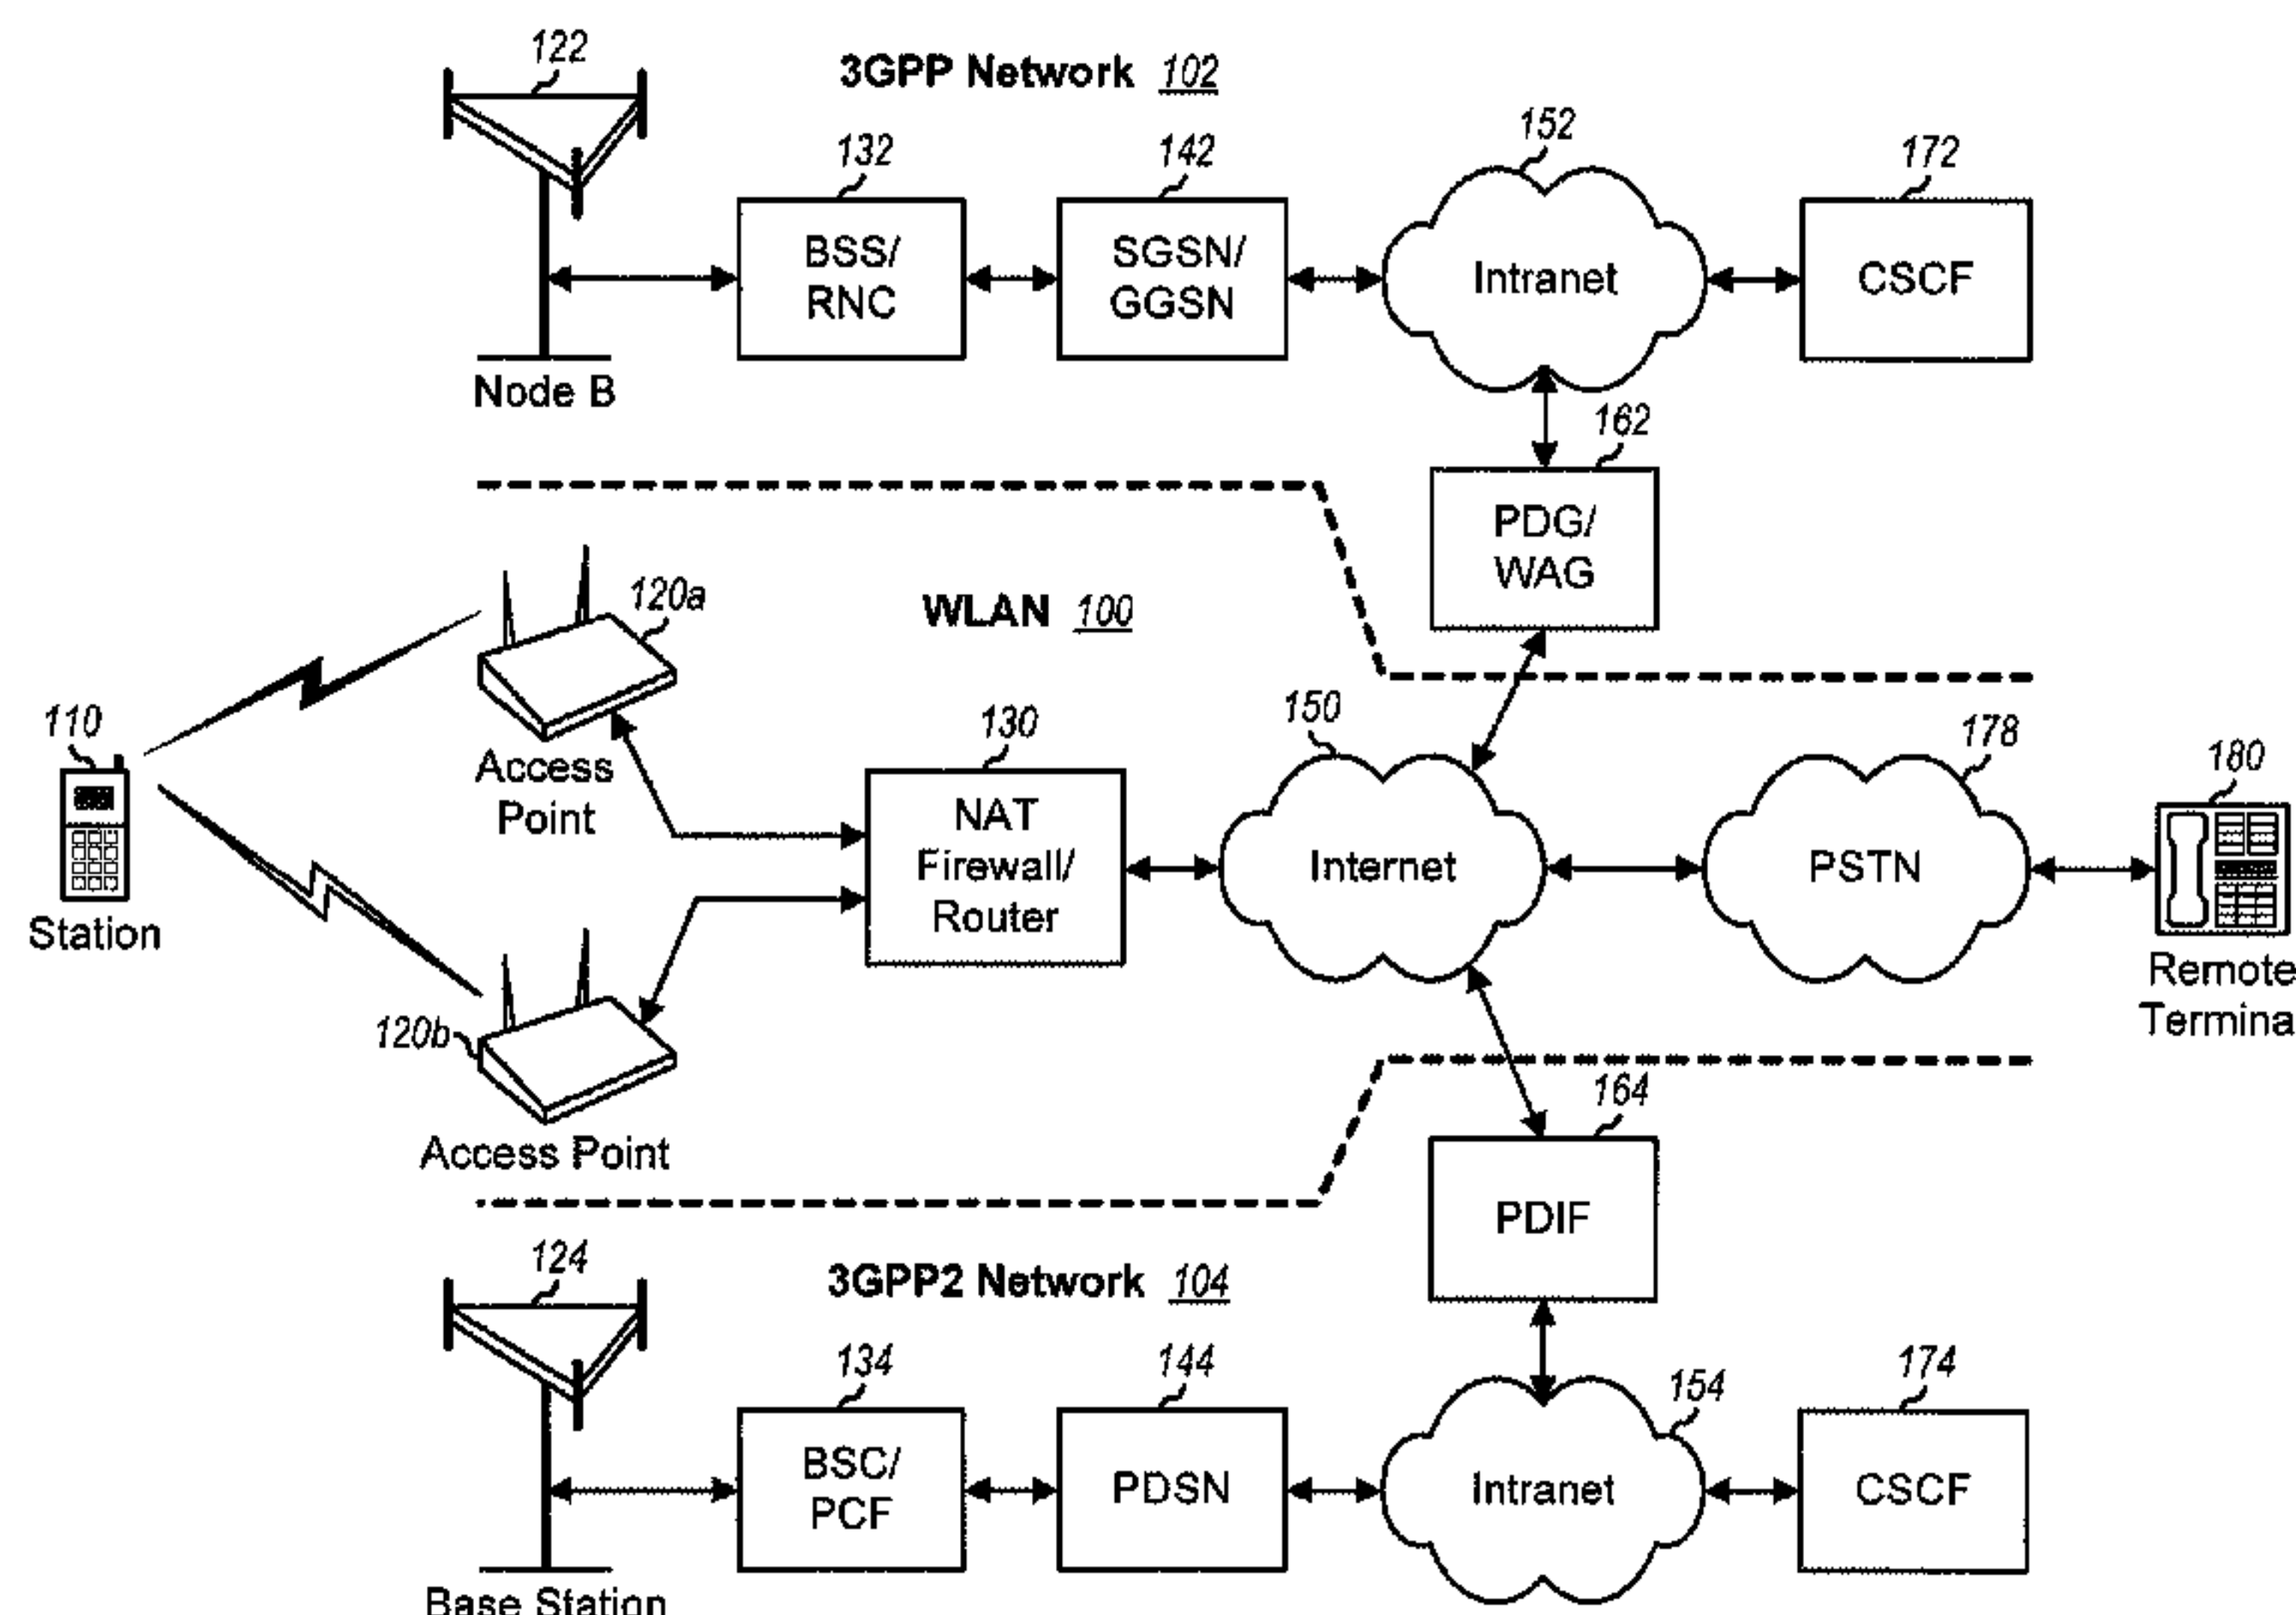 122
3GPP Network 102
132
142
152
172
BSS/
RNC
SGSN/
GGSN
Intranet
CSCF
Node B
162
PDG/
WAG
120a
WLAN 100
110
Station
Access
Point
130
NAT
Firewall/
Router
150
Internet
178
PSTN
180
Remote
Termina
120b
Access Point
164
PDIF
124
3GPP2 Network 104
134
144
154
174
BSC/
PCF
PDSN
Intranet
CSCF
Base Station